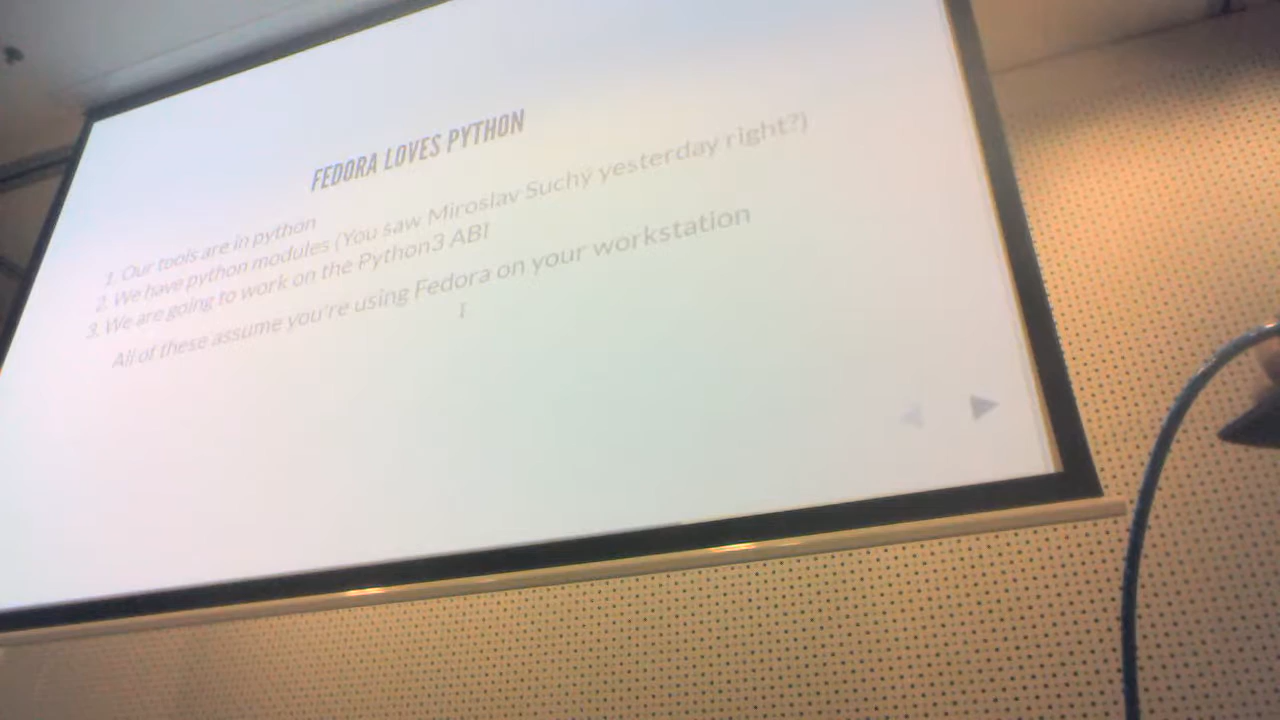 FEDORA LOVES PYTHON
1. Our tools are in python
2. We have python modules (You saw Miroslav Suchý yesterday right?)
3. We are going to work on the Python3 ABI
All of these assume you're using Fedora on your workstation